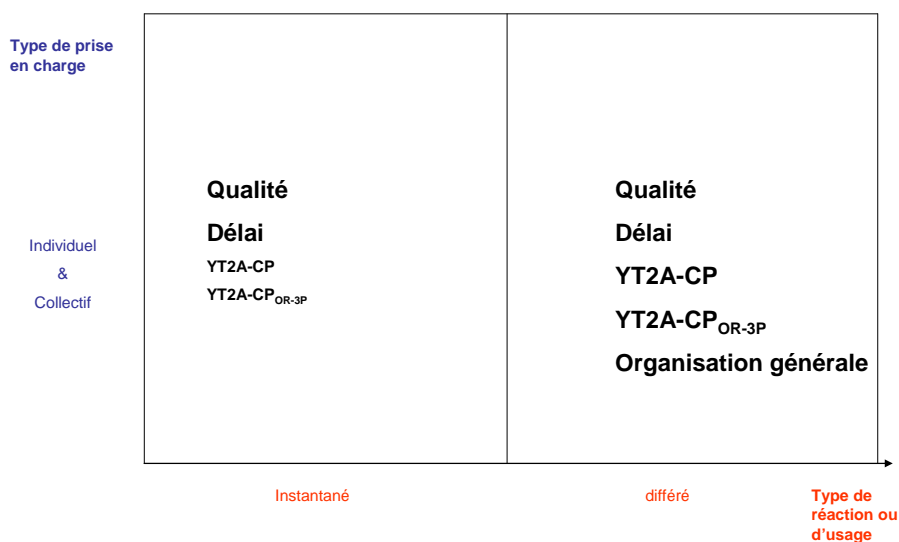 Type de prise
en charge
Individuel
&
Collectif
Qualité
Délai
YT2A-CP
YT2A-CPOR-3P
Qualité
Délai
YT2A-CP
YT2A-CPOR-3P
Organisation générale
Instantané
différé
Type de
réaction ou
d'usage